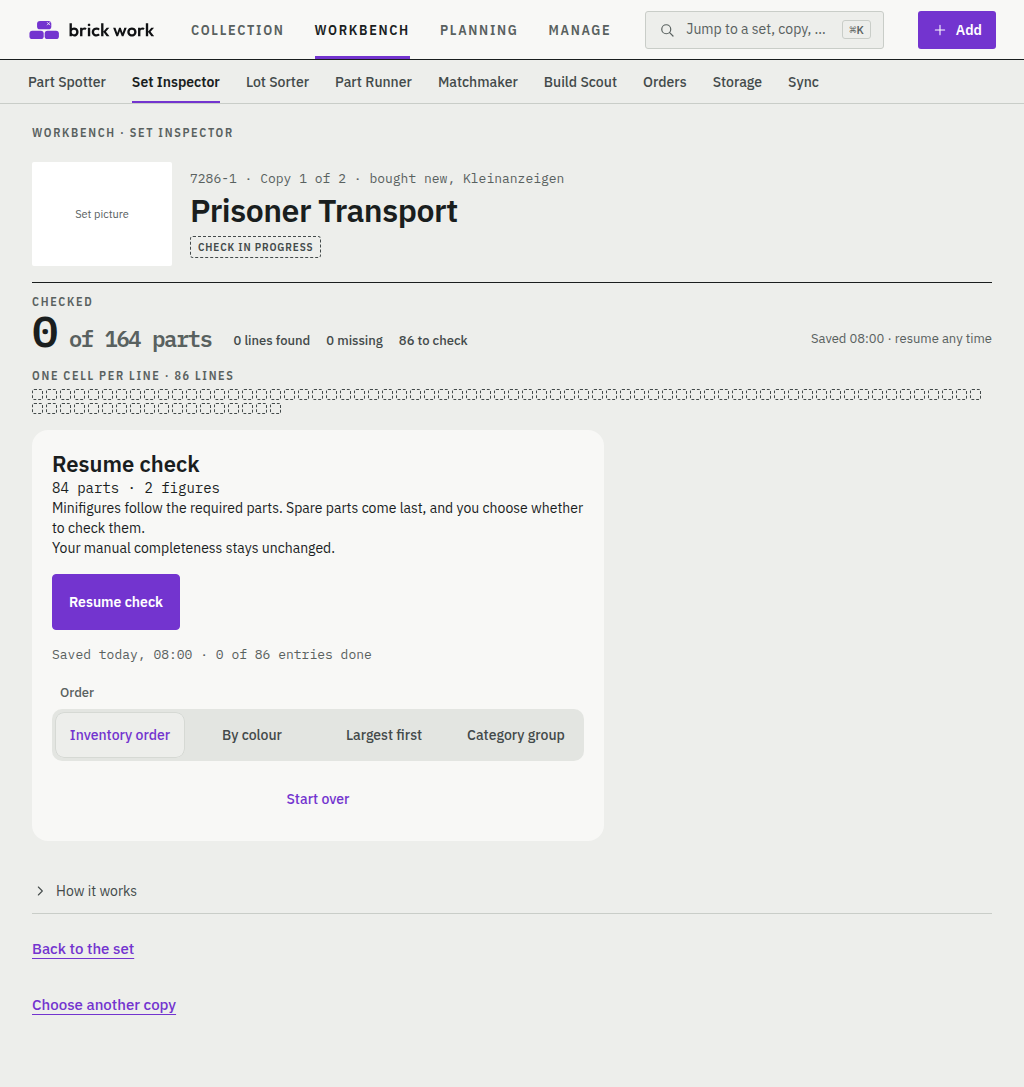 brick work
COLLECTION WORKBENCH PLANNING MANAGE
Jump to a set, copy, ... ⌘K
Add
Part Spotter Set Inspector Lot Sorter Part Runner Matchmaker Build Scout Orders Storage Sync
WORKBENCH · SET INSPECTOR
Set picture
7286-1 · Copy 1 of 2 · bought new, Kleinanzeigen
Prisoner Transport
CHECK IN PROGRESS
CHECKED
0 of 164 parts 0 lines found 0 missing 86 to check Saved 08:00 · resume any time
ONE CELL PER LINE · 86 LINES
Resume check
84 parts · 2 figures
Minifigures follow the required parts. Spare parts come last, and you choose whether
to check them.
Your manual completeness stays unchanged.
Resume check
Saved today, 08:00 · 0 of 86 entries done
Order
Inventory order By colour Largest first Category group
Start over
How it works
Back to the set
Choose another copy